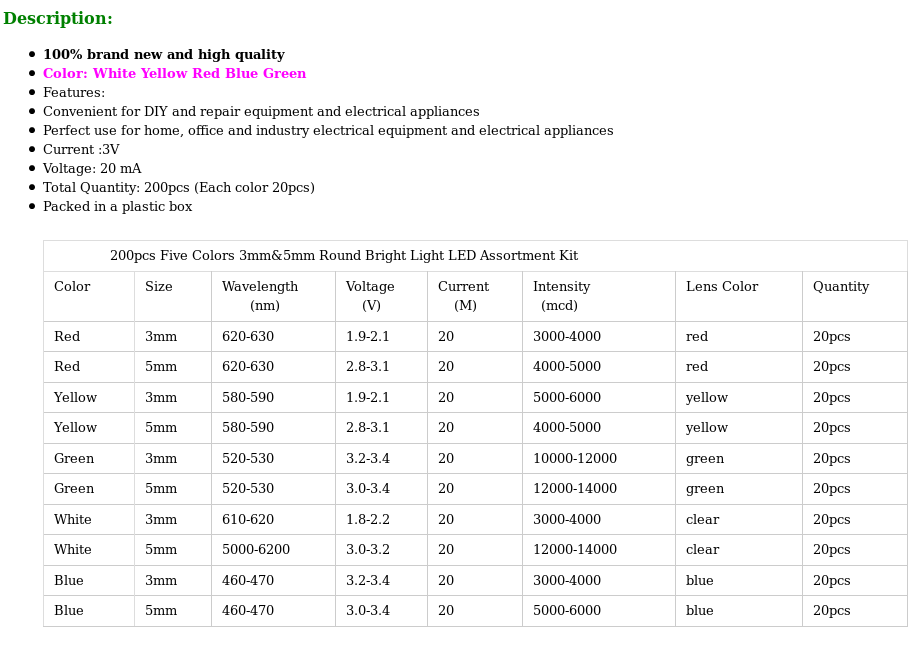 Description:
100% brand new and high quality
Color: White Yellow Red Blue Green
Features:
Convenient for DIY and repair equipment and electrical appliances
Perfect use for home, office and industry electrical equipment and electrical appliances
Current :3V
Voltage: 20 mA
Total Quantity: 200pcs (Each color 20pcs)
Packed in a plastic box
200pcs Five Colors 3mm&5mm Round Bright Light LED Assortment Kit
Color Size Wavelength Voltage Current Intensity Lens Color Quantity
(nm) (V) (M) (mcd)
Red 3mm 620-630 1.9-2.1 20 3000-4000 red 20pcs
Red 5mm 620-630 2.8-3.1 20 4000-5000 red 20pcs
Yellow 3mm 580-590 1.9-2.1 20 5000-6000 yellow 20pcs
Yellow 5mm 580-590 2.8-3.1 20 4000-5000 yellow 20pcs
Green 3mm 520-530 3.2-3.4 20 10000-12000 green 20pcs
Green 5mm 520-530 3.0-3.4 20 12000-14000 green 20pcs
White 3mm 610-620 1.8-2.2 20 3000-4000 clear 20pcs
White 5mm 5000-6200 3.0-3.2 20 12000-14000 clear 20pcs
Blue 3mm 460-470 3.2-3.4 20 3000-4000 blue 20pcs
Blue 5mm 460-470 3.0-3.4 20 5000-6000 blue 20pcs